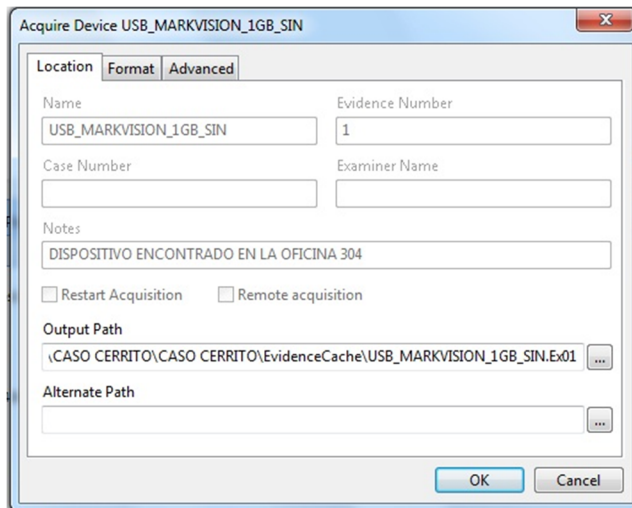 Acquire Device USB_MARKVISION_1GB_SIN
Location Format Advanced
Name Evidence Number
USB_MARKVISION_1GB_SIN 1
Case Number Examiner Name
Notes
DISPOSITIVO ENCONTRADO EN LA OFICINA 304
Restart Acquisition Remote acquisition
Output Path
\CASO CERRITO\CASO CERRITO\EvidenceCache\USB_MARKVISION_1GB_SIN.Ex01 ...
Alternate Path
...
OK Cancel